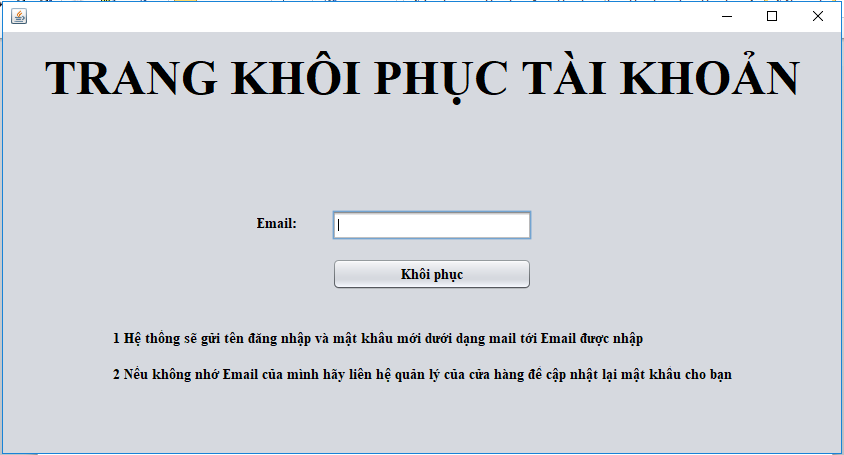 TRANG KHÔI PHỤC TÀI KHOẢN
Email:
Khôi phục
1 Hệ thống sẽ gửi tên đăng nhập và mật khẩu mới dưới dạng mail tới Email được nhập
2 Nếu không nhớ Email của mình hãy liên hệ quản lý của cửa hàng để cập nhật lại mật khẩu cho bạn